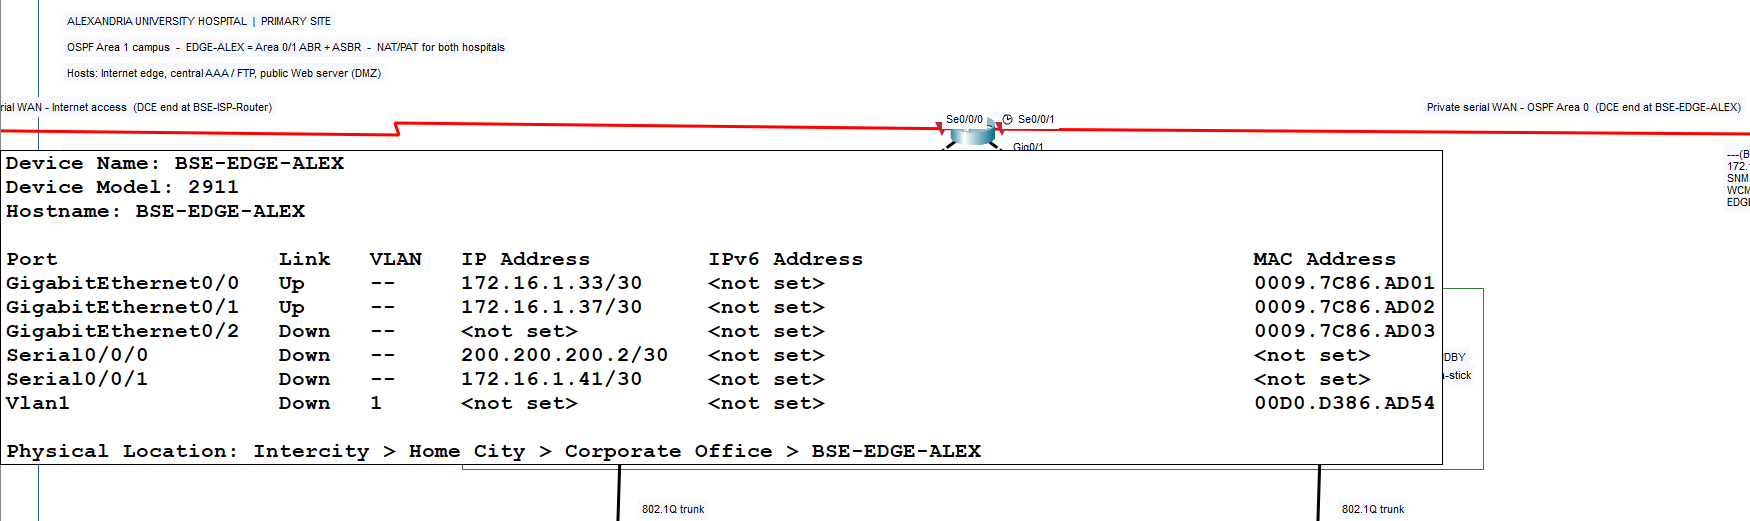 ALEXANDRIA UNIVERSITY HOSPITAL | PRIMARY SITE
OSPF Area 1 campus - EDGE-ALEX = Area 0/1 ABR + ASBR - NAT/PAT for both hospitals
Hosts: Internet edge, central AAA / FTP, public Web server (DMZ)
rial WAN - Internet access (DCE end at BSE-ISP-Router)
Private serial WAN - OSPF Area 0 (DCE end at BSE-EDGE-ALEX)
Se0/0/0
Se0/0/1
Gig0/1
---(B
172.
SNM
WCM
EDGE
Device Name: BSE-EDGE-ALEX
Device Model: 2911
Hostname: BSE-EDGE-ALEX
Port Link VLAN IP Address IPv6 Address MAC Address
GigabitEthernet0/0 Up -- 172.16.1.33/30 <not set> 0009.7C86.AD01
GigabitEthernet0/1 Up -- 172.16.1.37/30 <not set> 0009.7C86.AD02
GigabitEthernet0/2 Down -- <not set> <not set> 0009.7C86.AD03
Serial0/0/0 Down -- 200.200.200.2/30 <not set> <not set>
Serial0/0/1 Down -- 172.16.1.41/30 <not set> <not set>
Vlan1 Down 1 <not set> <not set> 00D0.D386.AD54
Physical Location: Intercity > Home City > Corporate Office > BSE-EDGE-ALEX
DBY
-stick
802.1Q trunk
802.1Q trunk